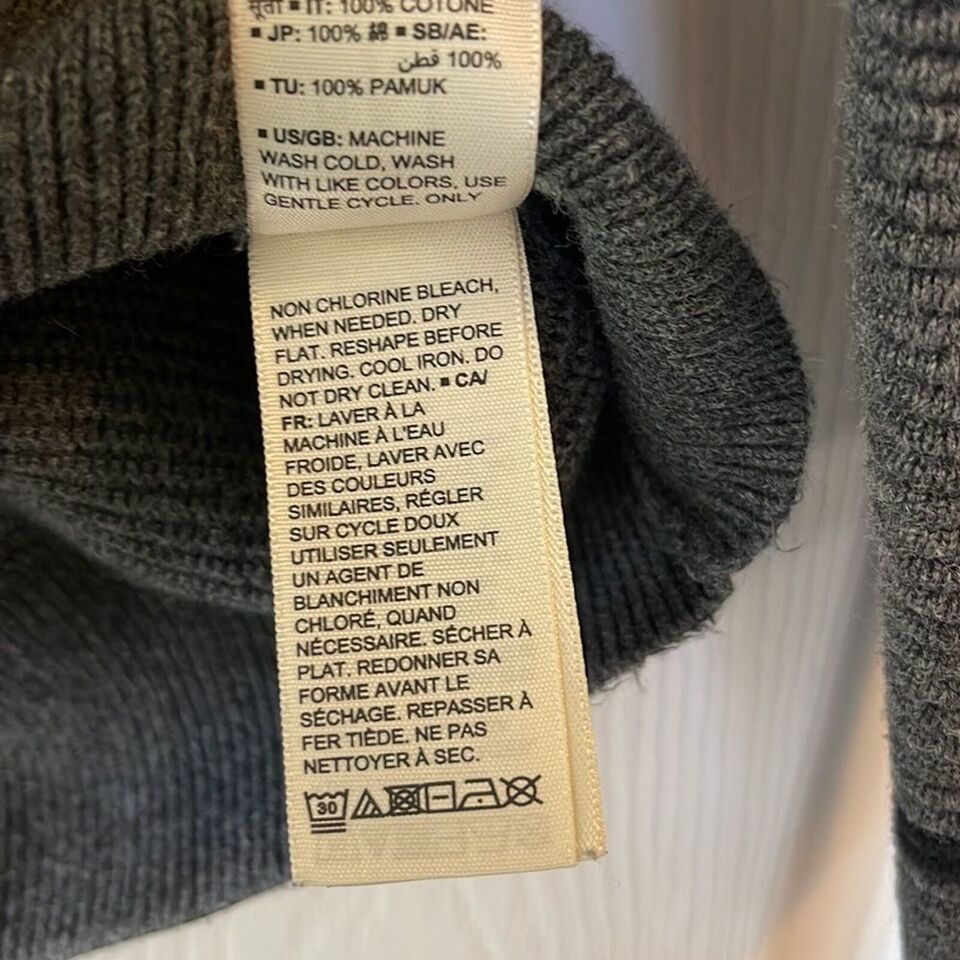 सूती ▪ IT: 100% COTONE
▪ JP: 100% 綿 ▪ SB/AE:
100% قطن
▪ TU: 100% PAMUK
▪ US/GB: MACHINE
WASH COLD, WASH
WITH LIKE COLORS, USE
GENTLE CYCLE. ONLY
NON CHLORINE BLEACH,
WHEN NEEDED. DRY
FLAT. RESHAPE BEFORE
DRYING. COOL IRON. DO
NOT DRY CLEAN. ▪ CA/
FR: LAVER À LA
MACHINE À L'EAU
FROIDE, LAVER AVEC
DES COULEURS
SIMILAIRES, RÉGLER
SUR CYCLE DOUX
UTILISER SEULEMENT
UN AGENT DE
BLANCHIMENT NON
CHLORÉ, QUAND
NÉCESSAIRE. SÉCHER À
PLAT. REDONNER SA
FORME AVANT LE
SÉCHAGE. REPASSER À
FER TIÈDE. NE PAS
NETTOYER À SEC.
30